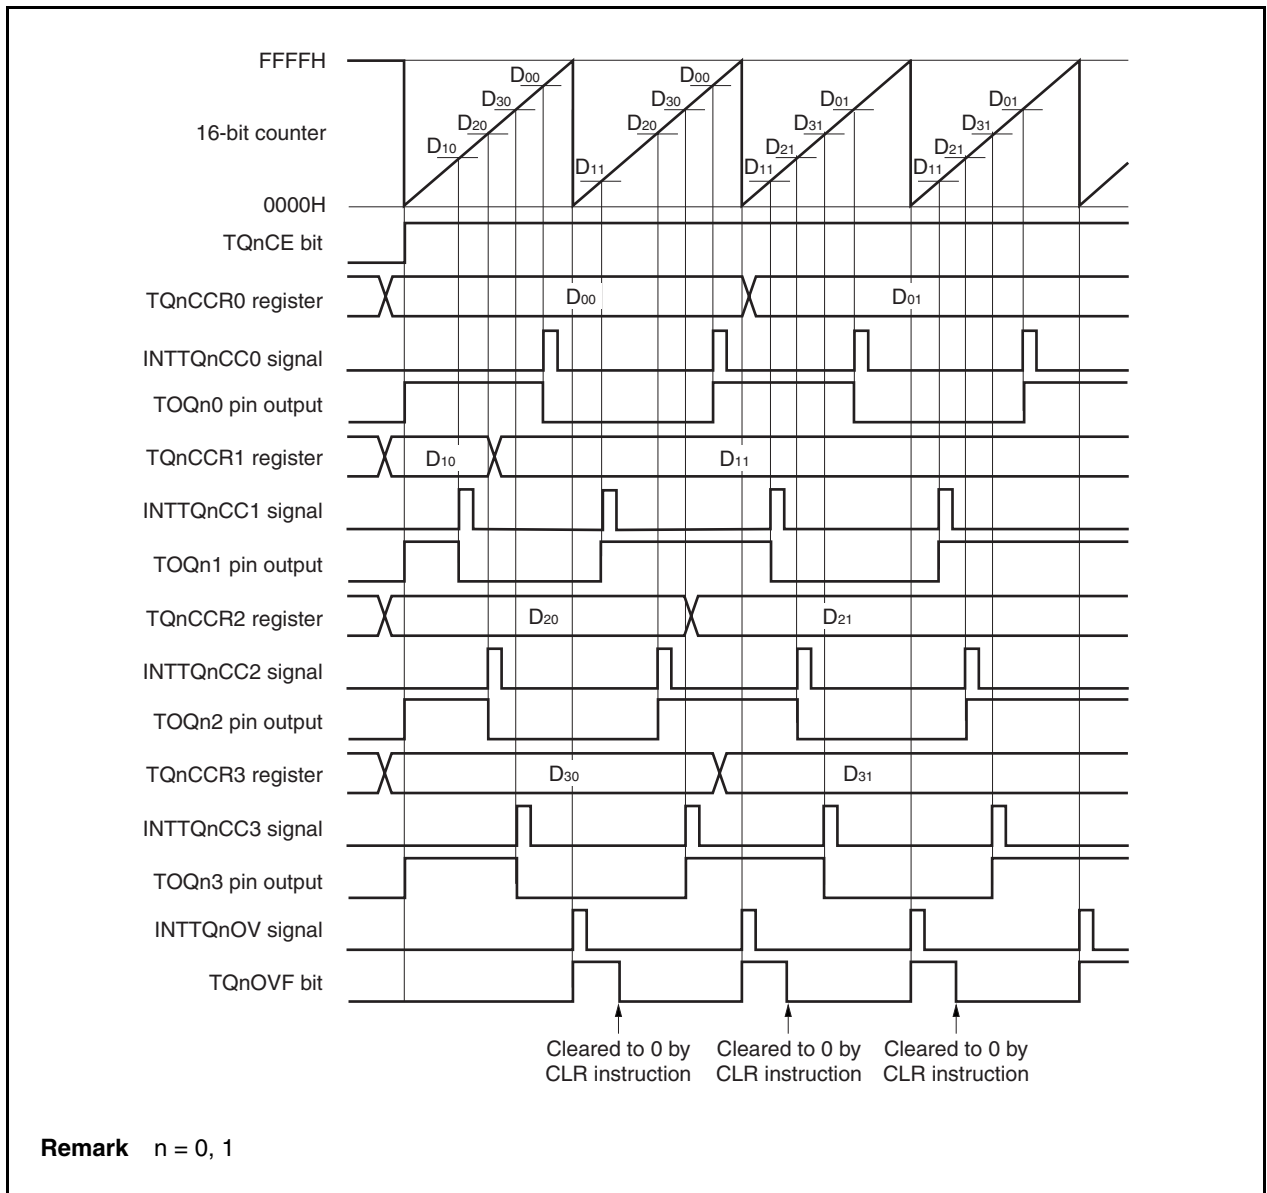 FFFFH
D00 D00
D30 D30 D01 D01
16-bit counter
D20 D20 D31 D31
D10 D21 D21
D11 D11 D11
0000H
TQnCE bit
TQnCCR0 register D00 D01
INTTQnCC0 signal
TOQn0 pin output
TQnCCR1 register D10 D11
INTTQnCC1 signal
TOQn1 pin output
TQnCCR2 register D20 D21
INTTQnCC2 signal
TOQn2 pin output
TQnCCR3 register D30 D31
INTTQnCC3 signal
TOQn3 pin output
INTTQnOV signal
TQnOVF bit
Cleared to 0 by
CLR instruction
Cleared to 0 by
CLR instruction
Cleared to 0 by
CLR instruction
Remark n = 0, 1